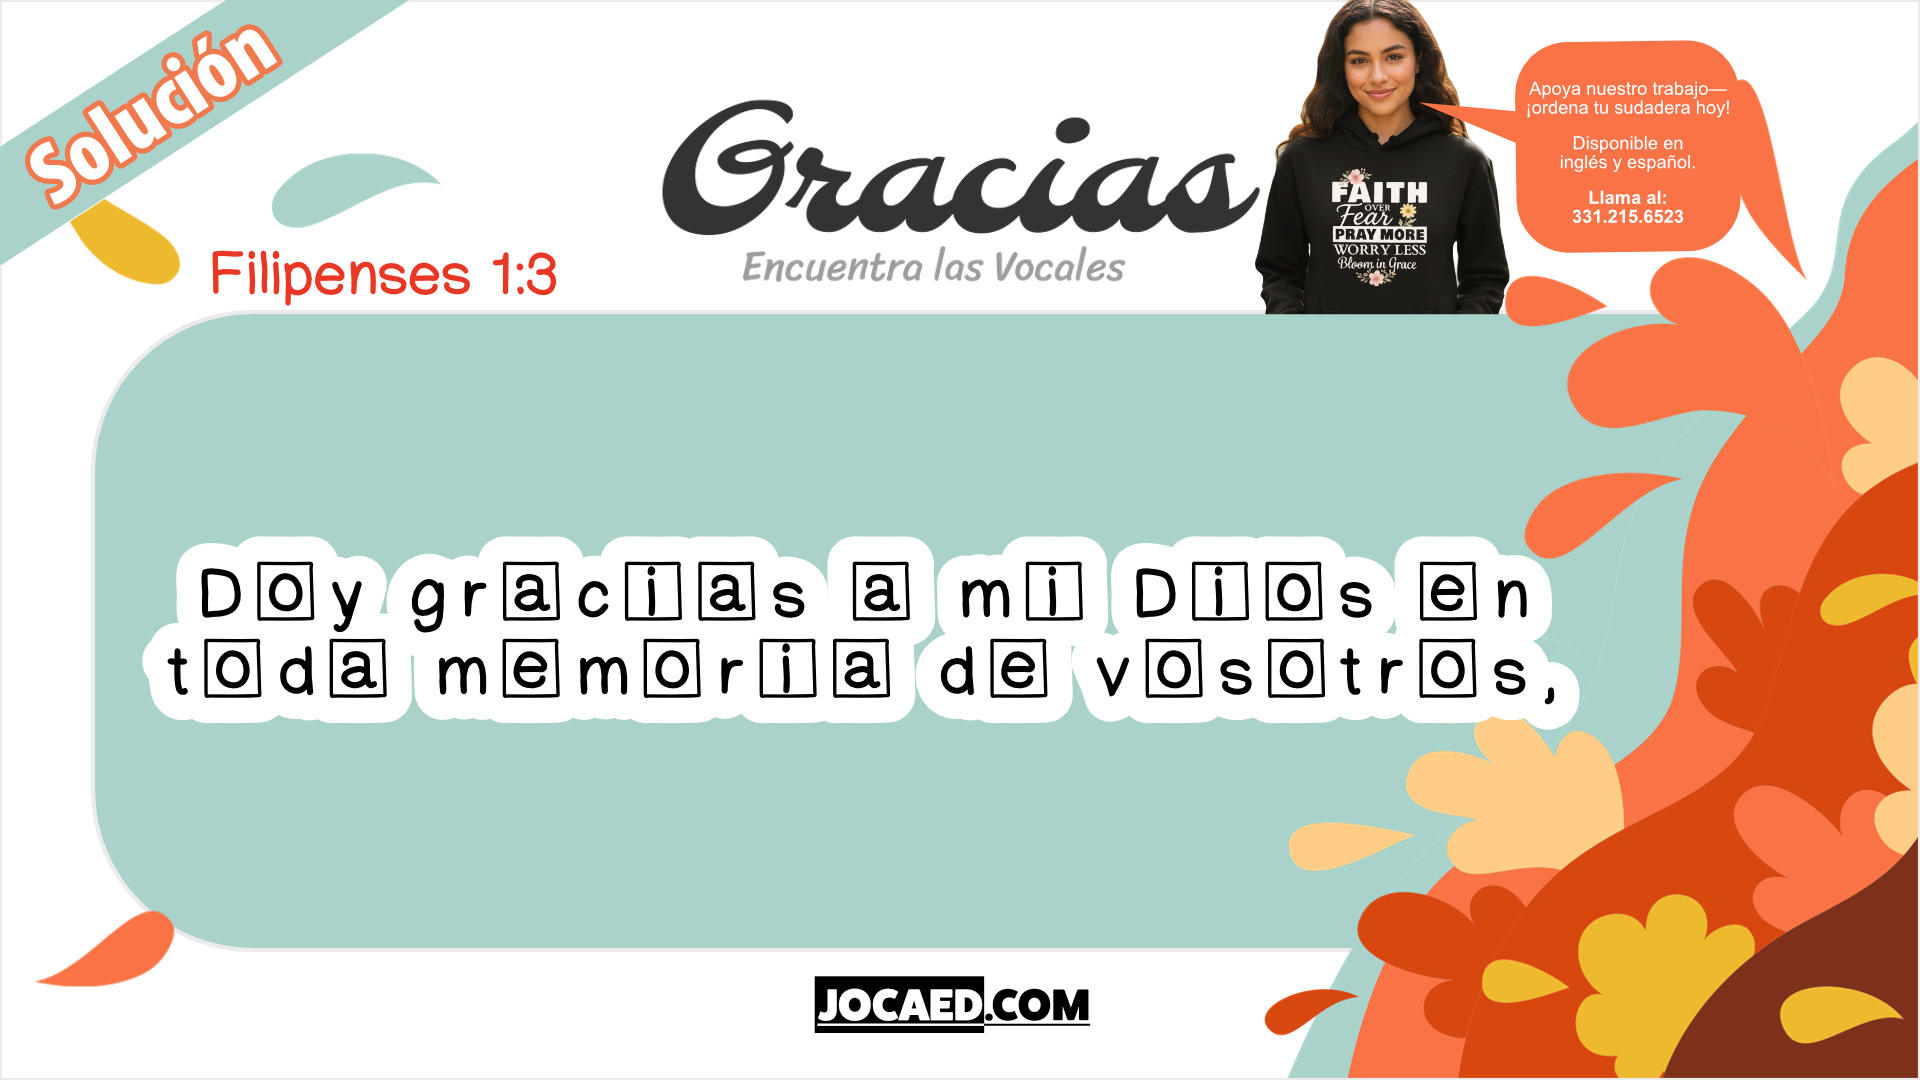 Solución
Gracias
Encuentra las Vocales
Filipenses 1:3
FAITH
OVER
Fear
PRAY MORE
WORRY LESS
Bloom in Grace
Apoya nuestro trabajo—
¡ordena tu sudadera hoy!
Disponible en
inglés y español.
Llama al:
331.215.6523
Doy gracias a mi Dios en
toda memoria de vosotros,
JOCAED.COM